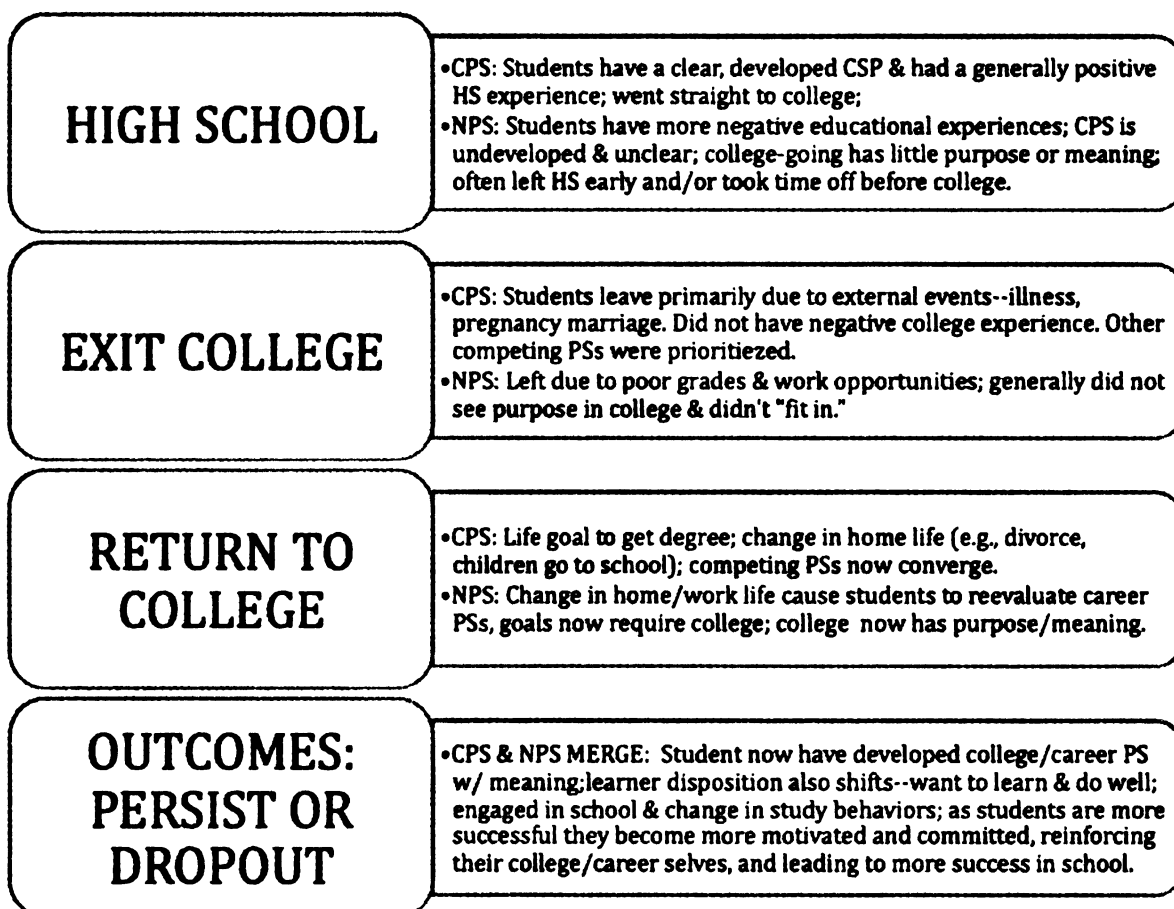 HIGH SCHOOL
•CPS: Students have a clear, developed CSP & had a generally positive
HS experience; went straight to college;
•NPS: Students have more negative educational experiences; CPS is
undeveloped & unclear; college-going has little purpose or meaning;
often left HS early and/or took time off before college.
EXIT COLLEGE
•CPS: Students leave primarily due to external events--illness,
pregnancy marriage. Did not have negative college experience. Other
competing PSs were prioritiezed.
•NPS: Left due to poor grades & work opportunities; generally did not
see purpose in college & didn't "fit in."
RETURN TO
COLLEGE
•CPS: Life goal to get degree; change in home life (e.g., divorce,
children go to school); competing PSs now converge.
•NPS: Change in home/work life cause students to reevaluate career
PSs, goals now require college; college now has purpose/meaning.
OUTCOMES:
PERSIST OR
DROPOUT
•CPS & NPS MERGE: Student now have developed college/career PS
w/ meaning;learner disposition also shifts--want to learn & do well;
engaged in school & change in study behaviors; as students are more
successful they become more motivated and committed, reinforcing
their college/career selves, and leading to more success in school.